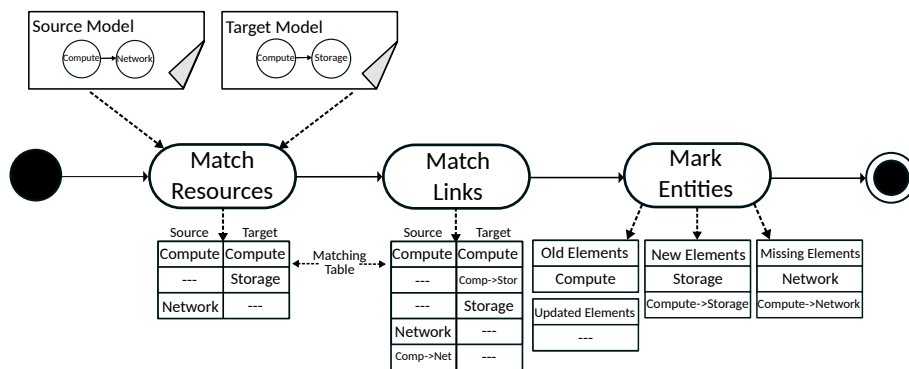 Source Model
Compute
Network
Target Model
Compute
Storage
Match
Resources
Match
Links
Mark
Entities
Source Target
Compute Compute
--- Storage
Network ---
Matching
Table
Source Target
Compute Compute
--- Comp->Stor
--- Storage
Network ---
Comp->Net ---
Old Elements
Compute
Updated Elements
---
New Elements
Storage
Compute->Storage
Missing Elements
Network
Compute->Network